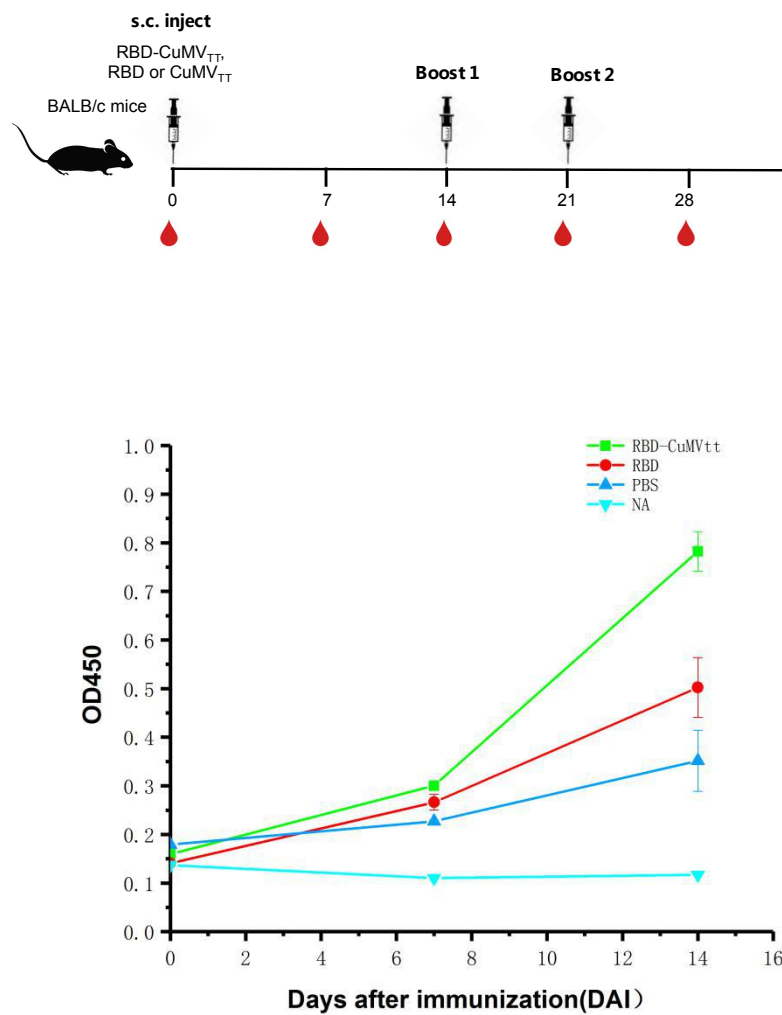 s.c. inject
RBD-CuMVTT,
RBD or CuMVTT
BALB/c mice
Boost 1
Boost 2
0 7 14 21 28
1.0
0.9
0.8
0.7
0.6
0.5
0.4
0.3
0.2
0.1
0.0
OD450
RBD-CuMVtt
RBD
PBS
NA
0 2 4 6 8 10 12 14 16
Days after immunization(DAI）